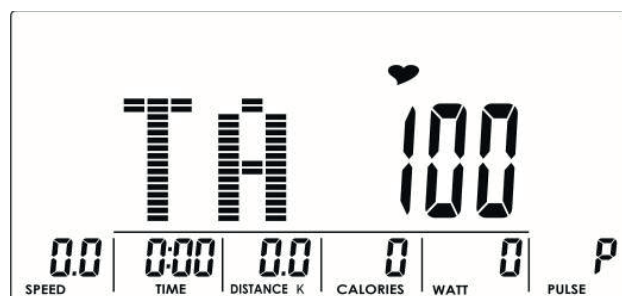 TA 100
0.0 0:00 0.0 0 0 P
SPEED TIME DISTANCE K CALORIES WATT PULSE